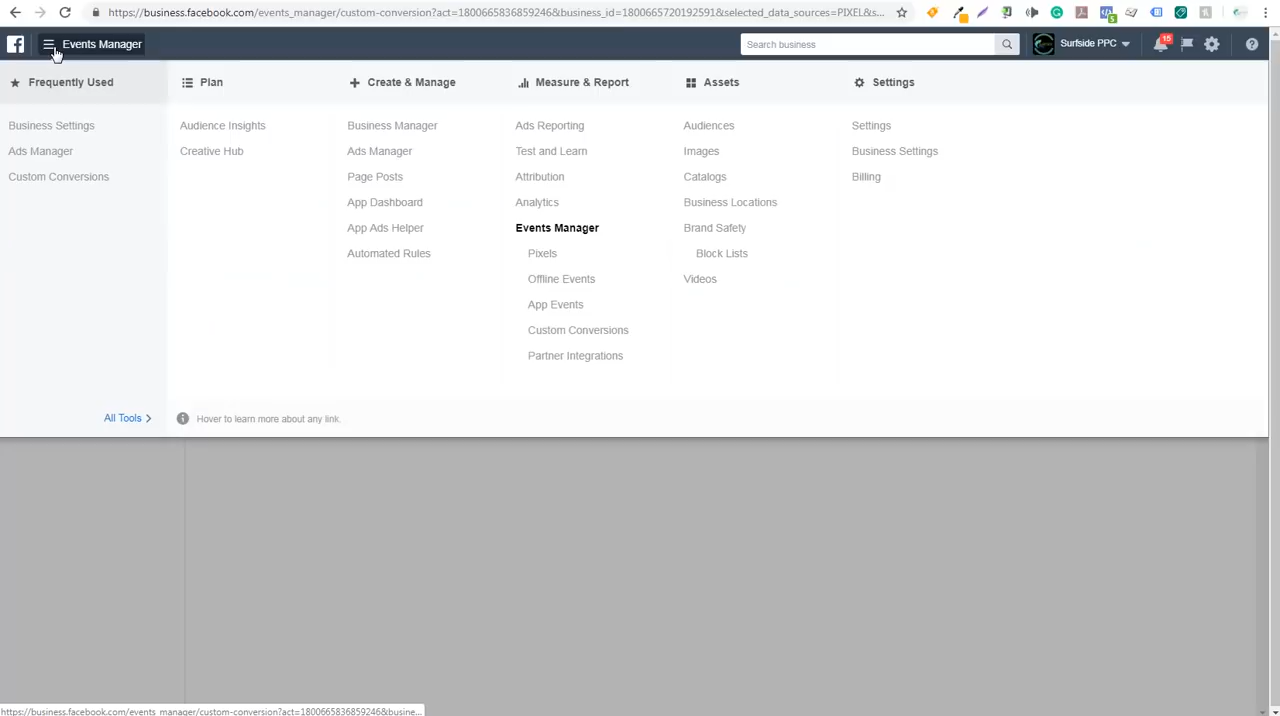 https://business.facebook.com/events_manager/custom-conversion?act=1800665836859246&business_id=1800665720192591&selected_data_sources=PIXEL&s...
Events Manager
Search business
Surfside PPC
15
Frequently Used
Business Settings
Ads Manager
Custom Conversions
All Tools
Plan
Audience Insights
Creative Hub
Create & Manage
Business Manager
Ads Manager
Page Posts
App Dashboard
App Ads Helper
Automated Rules
Measure & Report
Ads Reporting
Test and Learn
Attribution
Analytics
Events Manager
Pixels
Offline Events
App Events
Custom Conversions
Partner Integrations
Assets
Audiences
Images
Catalogs
Business Locations
Brand Safety
Block Lists
Videos
Settings
Settings
Business Settings
Billing
Hover to learn more about any link.
https://business.facebook.com/events_manager/custom-conversion?act=1800665836859246&busine...